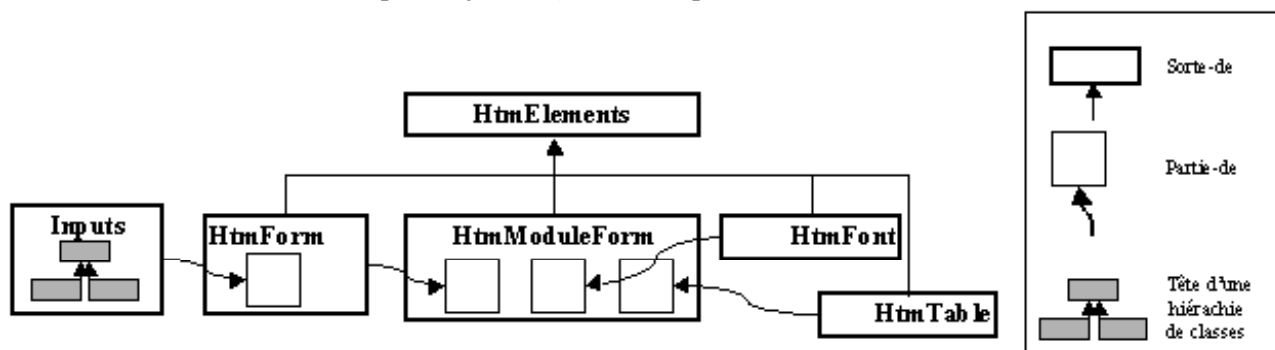 HtmElements
Inputs
HtmForm
HtmModuleForm
HtmFont
HtmTable
Sorte-de
Partie-de
Tête d'une
hiérachie
de classes